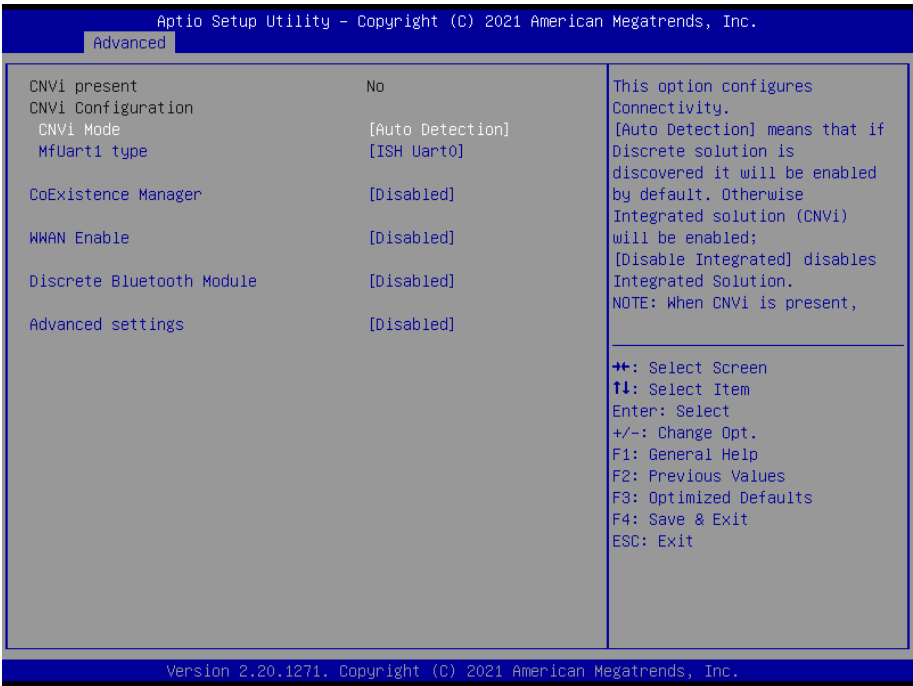 Aptio Setup Utility – Copyright (C) 2021 American Megatrends, Inc.
Advanced
CNVi present No
CNVi Configuration
CNVi Mode [Auto Detection]
MfUart1 type [ISH Uart0]
CoExistence Manager [Disabled]
WWAN Enable [Disabled]
Discrete Bluetooth Module [Disabled]
Advanced settings [Disabled]
This option configures
Connectivity.
[Auto Detection] means that if
Discrete solution is
discovered it will be enabled
by default. Otherwise
Integrated solution (CNVi)
will be enabled;
[Disable Integrated] disables
Integrated Solution.
NOTE: When CNVi is present,
→←: Select Screen
↑↓: Select Item
Enter: Select
+/-: Change Opt.
F1: General Help
F2: Previous Values
F3: Optimized Defaults
F4: Save & Exit
ESC: Exit
Version 2.20.1271. Copyright (C) 2021 American Megatrends, Inc.